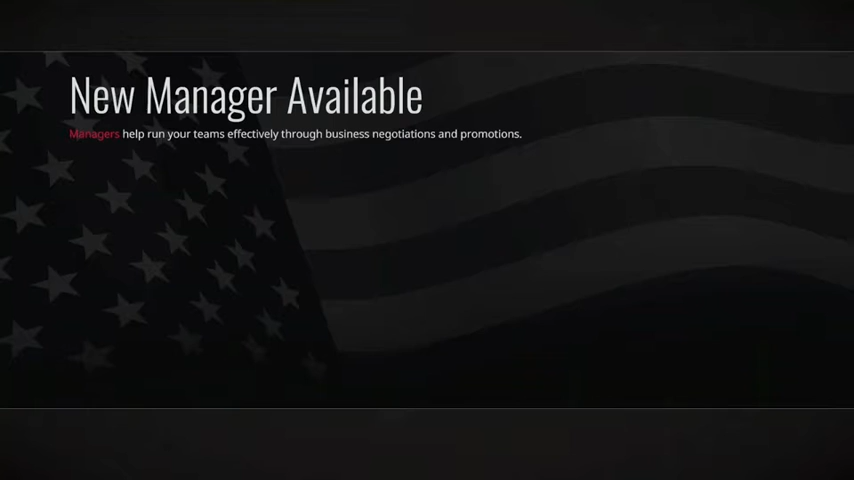 New Manager Available
Managers help run your teams effectively through business negotiations and promotions.